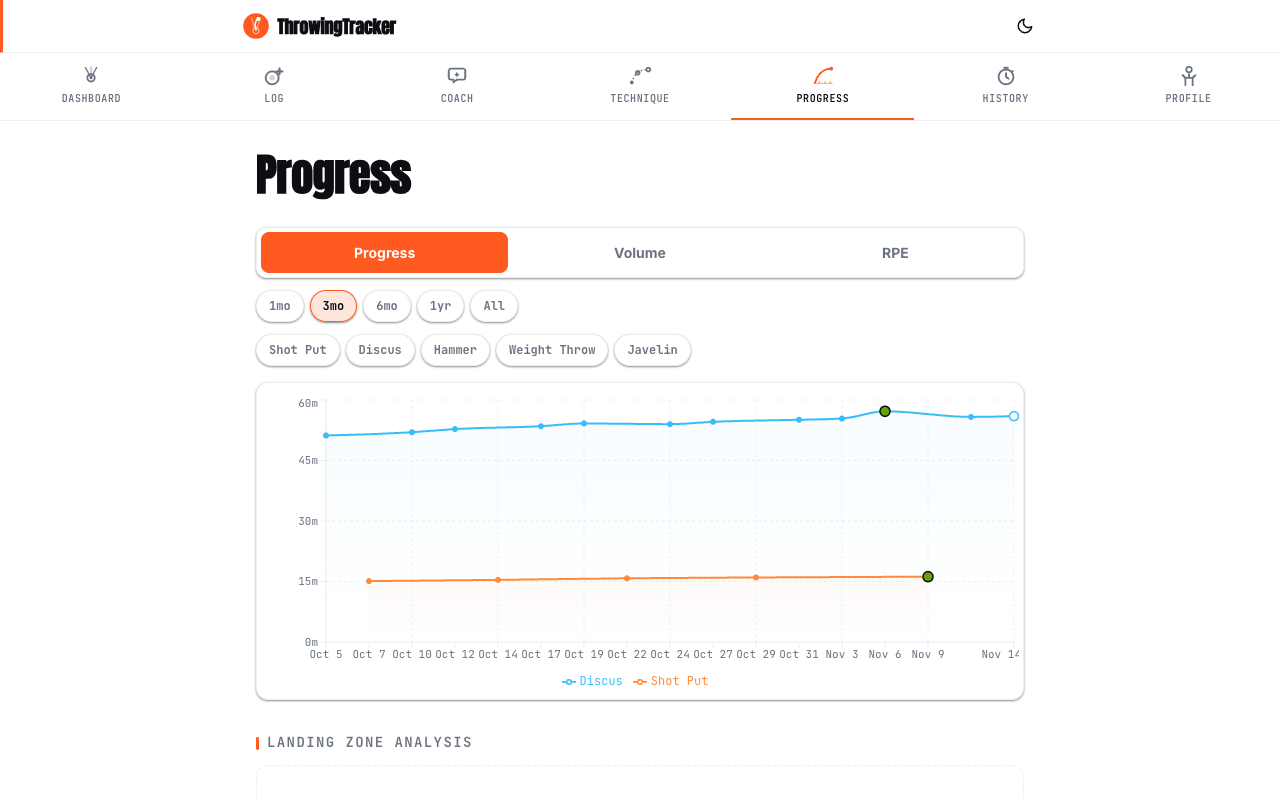 ThrowingTracker
DASHBOARD LOG COACH TECHNIQUE PROGRESS HISTORY PROFILE
Progress
Progress Volume RPE
1mo 3mo 6mo 1yr All
Shot Put Discus Hammer Weight Throw Javelin
60m
45m
30m
15m
0m
Oct 5 Oct 7 Oct 10 Oct 12 Oct 14 Oct 17 Oct 19 Oct 22 Oct 24 Oct 27 Oct 29 Oct 31 Nov 3 Nov 6 Nov 9 Nov 14
Discus Shot Put
LANDING ZONE ANALYSIS